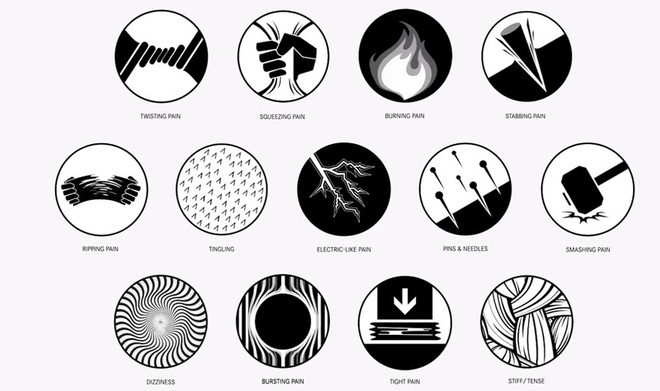 TWISTING PAIN
SQUEEZING PAIN
BURNING PAIN
STABBING PAIN
RIPPING PAIN
TINGLING
ELECTRIC-LIKE PAIN
PINS & NEEDLES
SMASHING PAIN
DIZZINESS
BURSTING PAIN
TIGHT PAIN
STIFF/TENSE